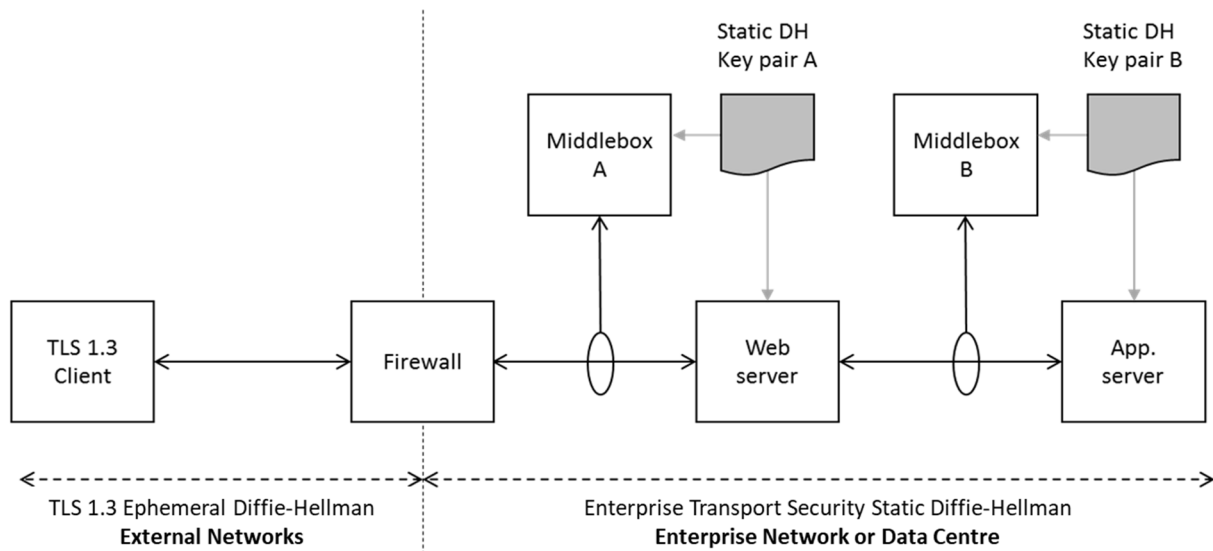 Static DH
Key pair A
Static DH
Key pair B
Middlebox
A
Middlebox
B
TLS 1.3
Client
Firewall
Web
server
App.
server
TLS 1.3 Ephemeral Diffie-Hellman
External Networks
Enterprise Transport Security Static Diffie-Hellman
Enterprise Network or Data Centre